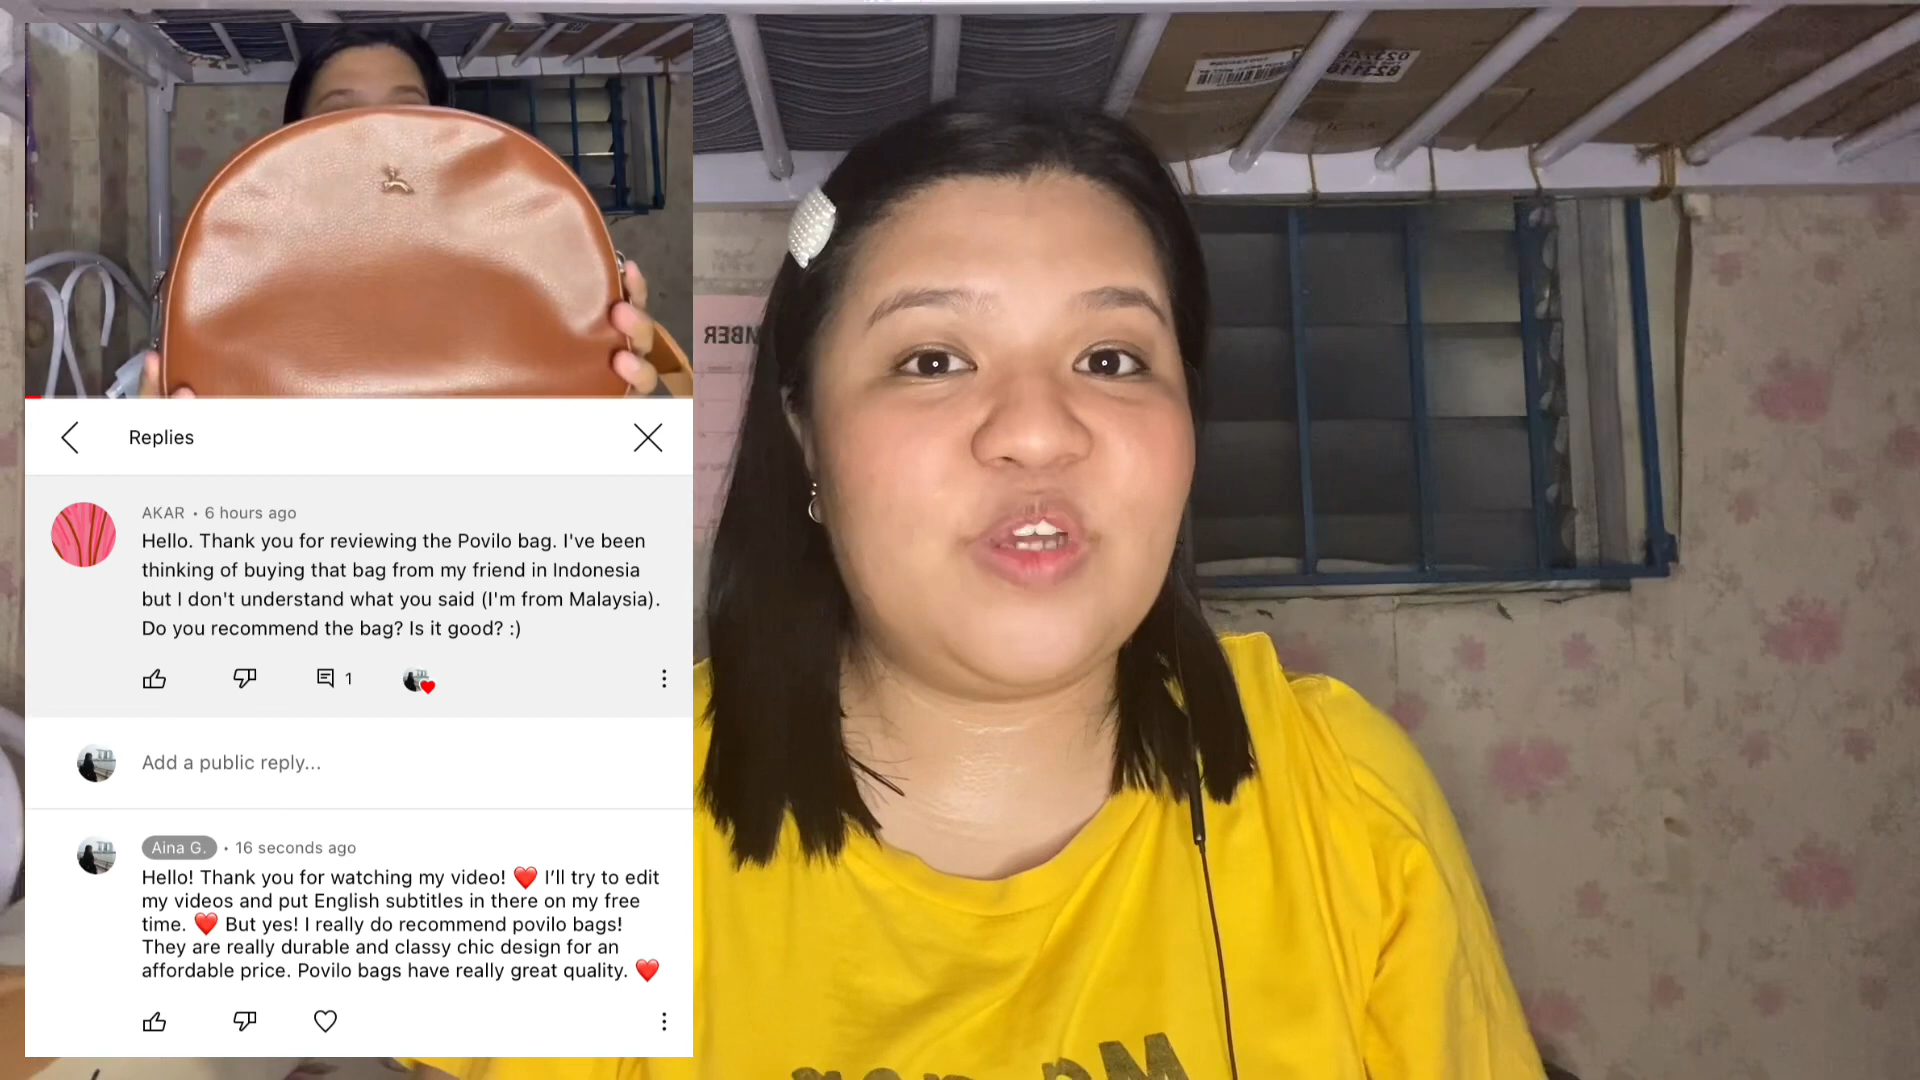 Replies
AKAR • 6 hours ago
Hello. Thank you for reviewing the Povilo bag. I've been
thinking of buying that bag from my friend in Indonesia
but I don't understand what you said (I'm from Malaysia).
Do you recommend the bag? Is it good? :)
1
Add a public reply...
Aina G. • 16 seconds ago
Hello! Thank you for watching my video! ❤️ I’ll try to edit
my videos and put English subtitles in there on my free
time. ❤️ But yes! I really do recommend povilo bags!
They are really durable and classy chic design for an
affordable price. Povilo bags have really great quality. ❤️
MBER